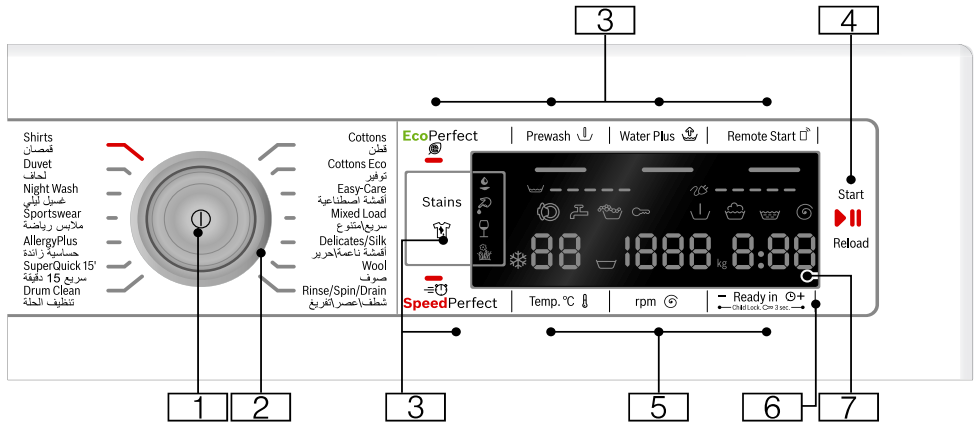 3
4
Shirts
قمصان
Duvet
لحاف
Night Wash
غسيل ليلي
Sportswear
ملابس رياضة
AllergyPlus
حساسية زائدة
SuperQuick 15'
سريع 15 دقيقة
Drum Clean
تنظيف الحلة
Cottons
قطن
Cottons Eco
توفير
Easy-Care
أقمشة اصطناعية
Mixed Load
سريع/متنوع
Delicates/Silk
أقمشة ناعمة\حرير
Wool
صوف
Rinse/Spin/Drain
شطف\عصر\تفريغ
EcoPerfect
Prewash
Water Plus
Remote Start
Stains
88 1888 kg 8:88
Start
Reload
SpeedPerfect
Temp. °C
rpm
– Ready in +
Child Lock 3 sec.
1
2
3
5
6
7